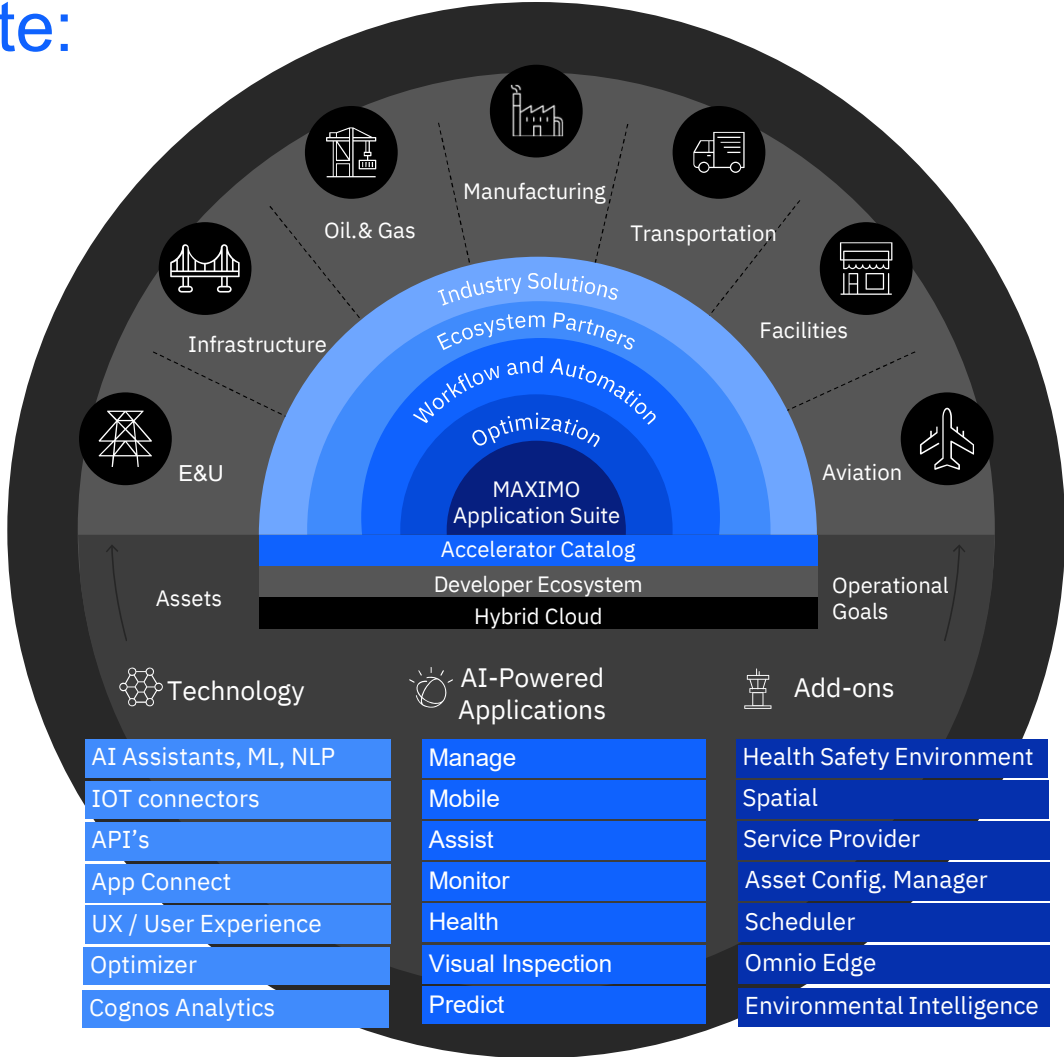 te:
Manufacturing
Oil.& Gas
Transportation
Infrastructure
Facilities
E&U
Aviation
Industry Solutions
Ecosystem Partners
Workflow and Automation
Optimization
MAXIMO
Application Suite
Accelerator Catalog
Developer Ecosystem
Hybrid Cloud
Assets
Operational
Goals
Technology
AI Assistants, ML, NLP
IOT connectors
API’s
App Connect
UX / User Experience
Optimizer
Cognos Analytics
AI-Powered
Applications
Manage
Mobile
Assist
Monitor
Health
Visual Inspection
Predict
Add-ons
Health Safety Environment
Spatial
Service Provider
Asset Config. Manager
Scheduler
Omnio Edge
Environmental Intelligence